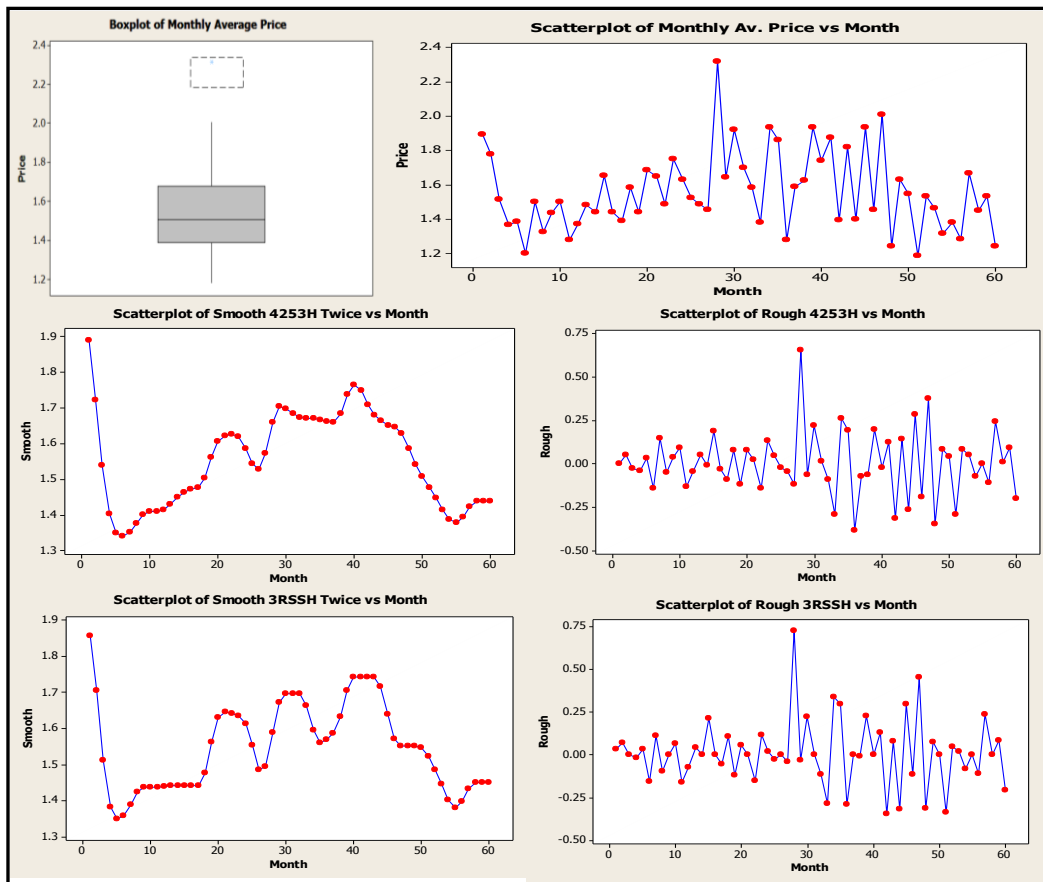 Boxplot of Monthly Average Price
2.4
2.2
2.0
1.8
1.6
1.4
1.2
Price
Scatterplot of Monthly Av. Price vs Month
2.4
2.2
2.0
1.8
1.6
1.4
1.2
Price
0 10 20 30 40 50 60
Month
Scatterplot of Smooth 4253H Twice vs Month
1.9
1.8
1.7
1.6
1.5
1.4
1.3
Smooth
0 10 20 30 40 50 60
Month
Scatterplot of Rough 4253H vs Month
0.75
0.50
0.25
0.00
-0.25
-0.50
Rough
0 10 20 30 40 50 60
Month
Scatterplot of Smooth 3RSSH Twice vs Month
1.9
1.8
1.7
1.6
1.5
1.4
1.3
Smooth
0 10 20 30 40 50 60
Month
Scatterplot of Rough 3RSSH vs Month
0.75
0.50
0.25
0.00
-0.25
-0.50
Rough
0 10 20 30 40 50 60
Month